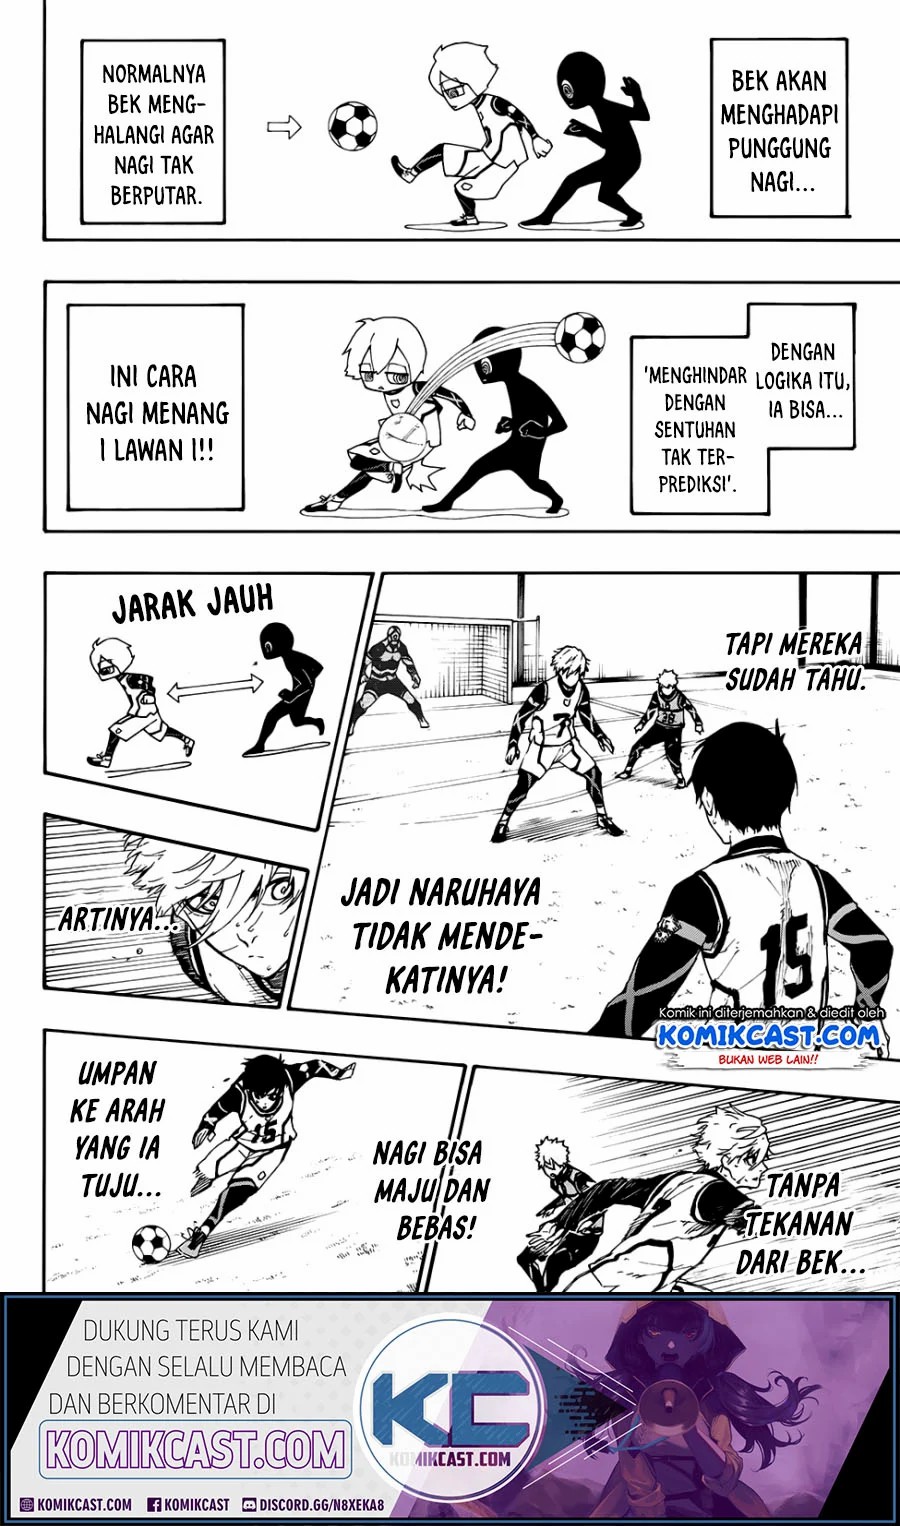 BEK AKAN
MENGHADAPI
PUNGGUNG
NAGI...
NORMALNYA
BEK MENG-
HALANGI AGAR
NAGI TAK
BERPUTAR.
DENGAN
LOGIKA ITU,
IA BISA...
'MENGHINDAR
DENGAN
SENTUHAN
TAK TER-
PREDIKSI'.
INI CARA
NAGI MENANG
1 LAWAN 1!!
TAPI MEREKA
SUDAH TAHU.
7
35
15
JADI NARUHAYA
TIDAK MENDE-
KATINYA!
JARAK JAUH
ARTINYA...
Komik ini diterjemahkan & diedit oleh
KOMIKCAST.COM
BUKAN WEB LAIN!!
TANPA
TEKANAN
DARI BEK...
NAGI BISA
MAJU DAN
BEBAS!
UMPAN
KE ARAH
YANG IA
TUJU...
15
DUKUNG TERUS KAMI
DENGAN SELALU MEMBACA
DAN BERKOMENTAR DI
KOMIKCAST.COM
KC
KOMIKCAST.COM
KOMIKCAST.COM
KOMIKCAST
DISCORD.GG/N8XEKA8